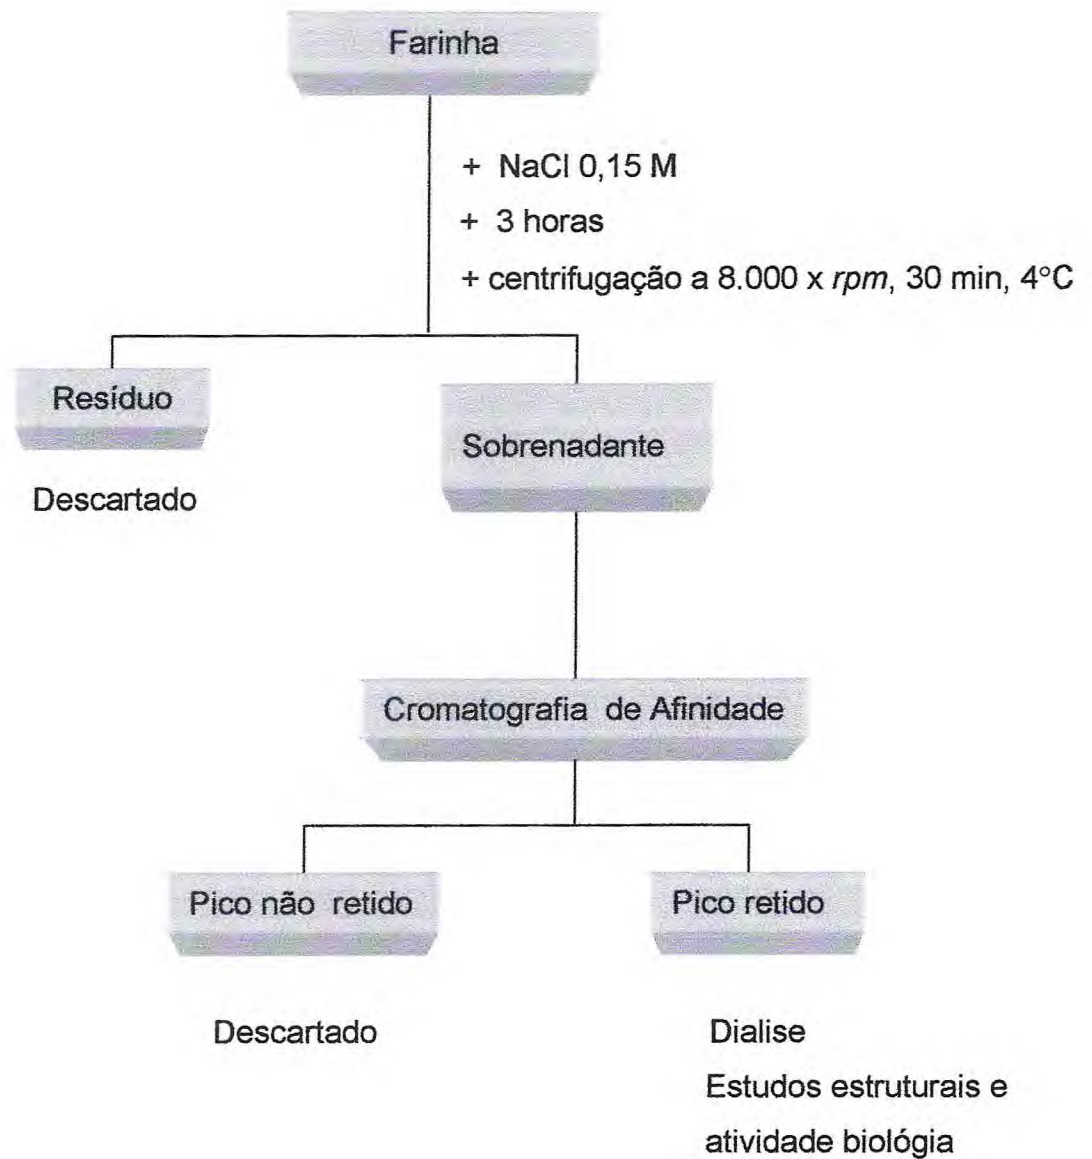 Farinha
+ NaCl 0,15 M
+ 3 horas
+ centrifugação a 8.000 x rpm, 30 min, 4°C
Resíduo
Sobrenadante
Descartado
Cromatografia de Afinidade
Pico não retido
Pico retido
Descartado
Dialise
Estudos estruturais e
atividade biológia